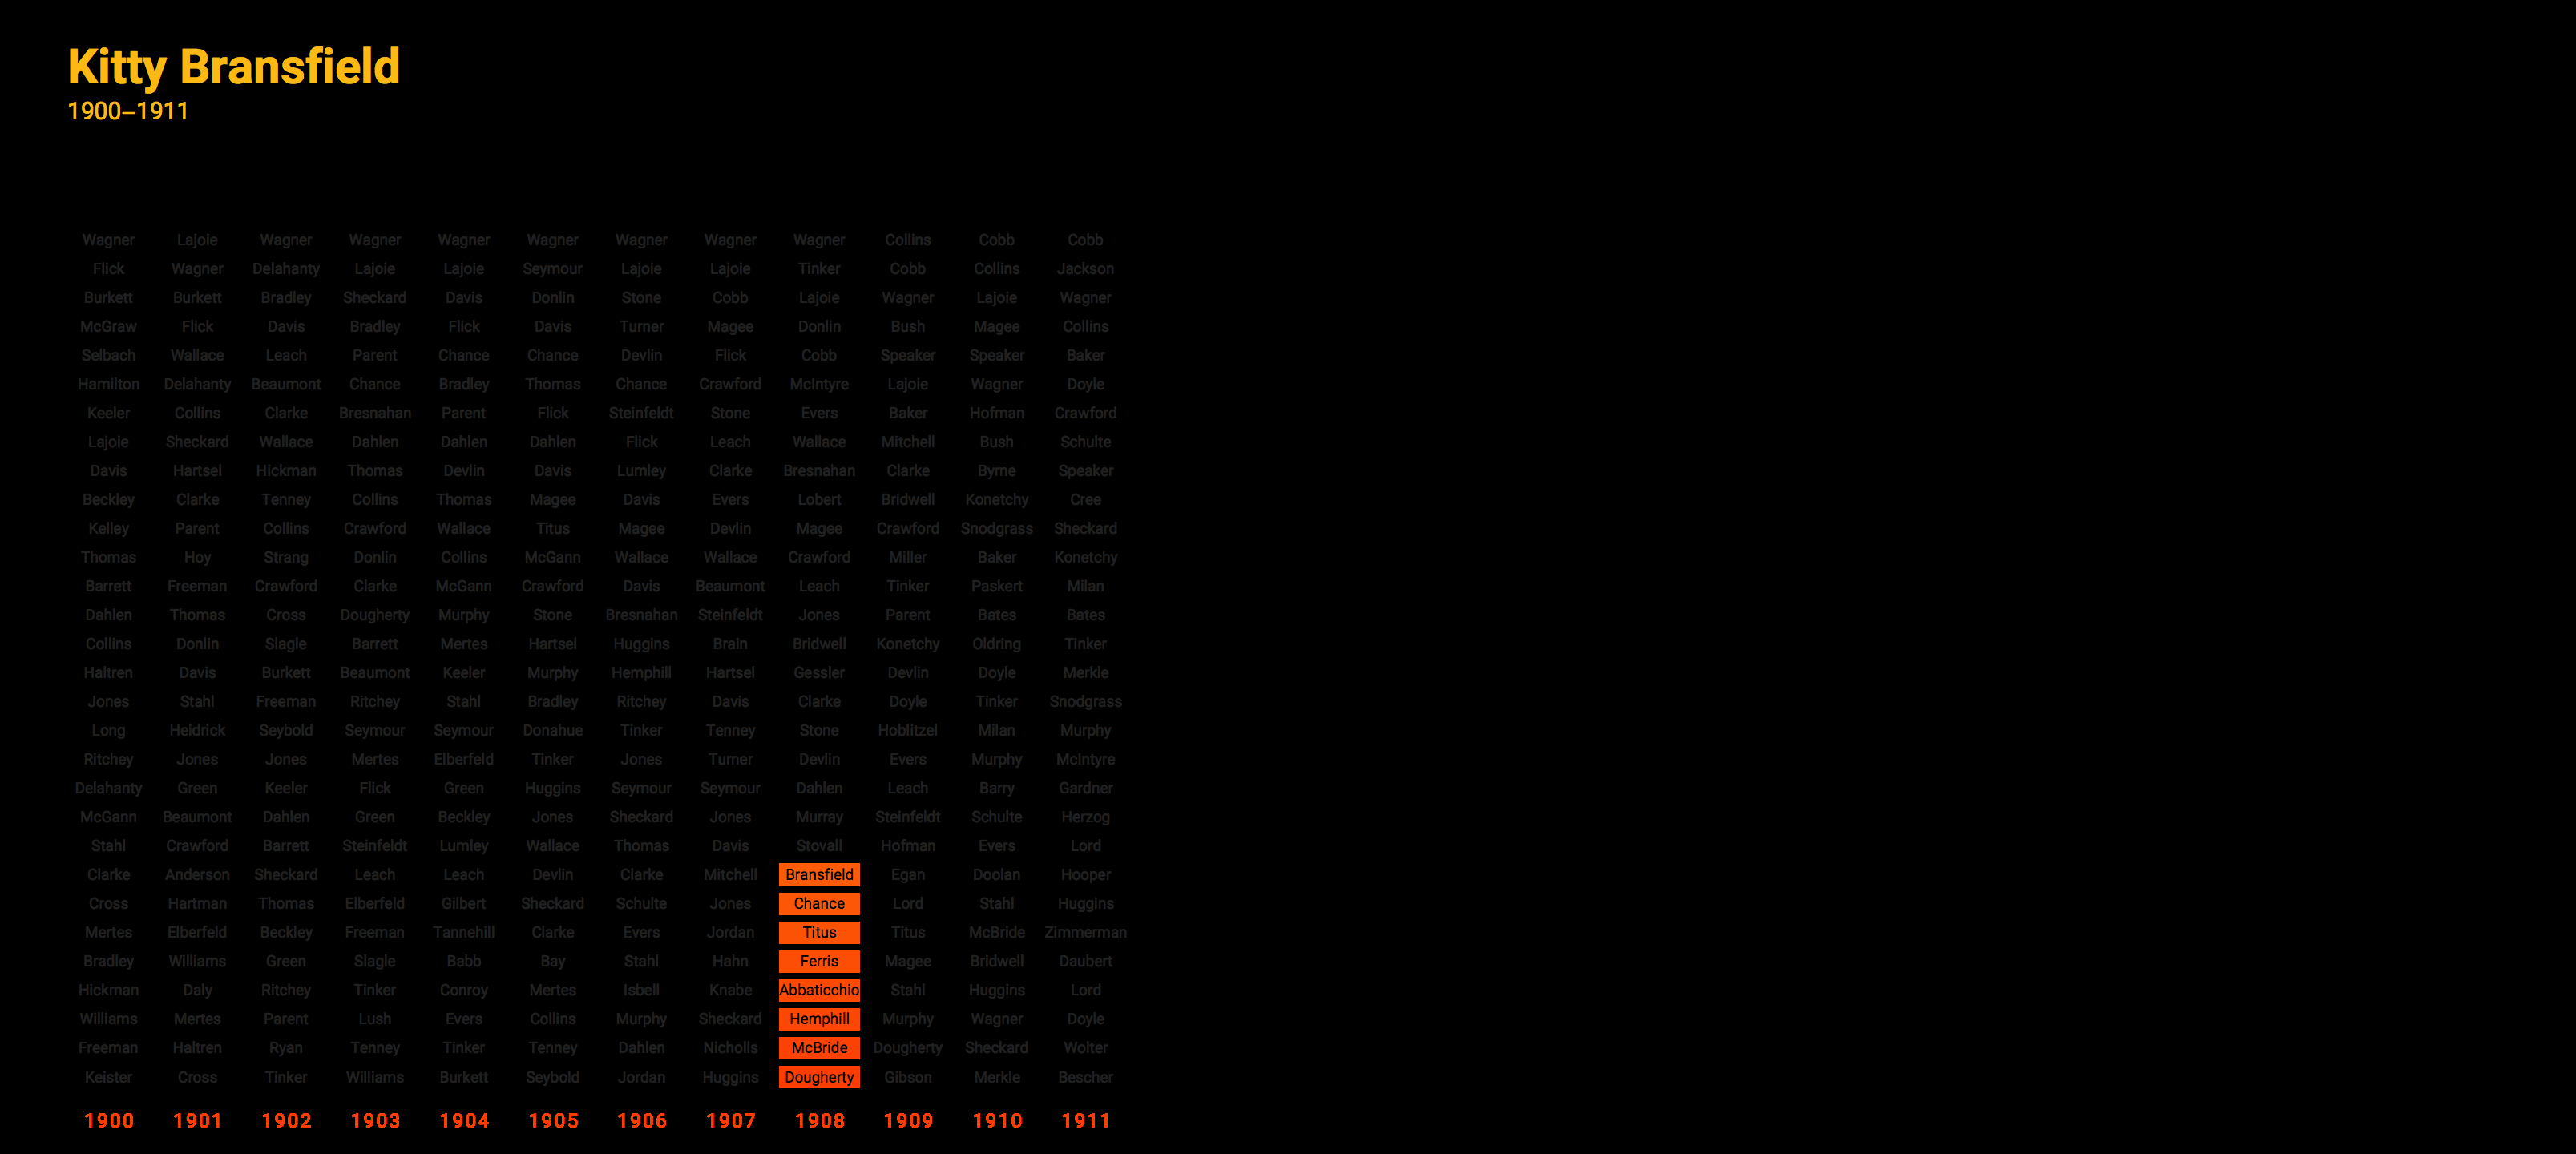 Kitty Bransfield
1900–1911
Wagner Lajoie Wagner Wagner Wagner Wagner Wagner Wagner Wagner Collins Cobb Cobb
Flick Wagner Delahanty Lajoie Lajoie Seymour Lajoie Lajoie Tinker Cobb Collins Jackson
Burkett Burkett Bradley Sheckard Davis Donlin Stone Cobb Lajoie Wagner Lajoie Wagner
McGraw Flick Davis Bradley Flick Davis Turner Magee Donlin Bush Magee Collins
Selbach Wallace Leach Parent Chance Chance Devlin Flick Cobb Speaker Speaker Baker
Hamilton Delahanty Beaumont Chance Bradley Thomas Chance Crawford McIntyre Lajoie Wagner Doyle
Keeler Collins Clarke Bresnahan Parent Flick Steinfeldt Stone Evers Baker Hofman Crawford
Lajoie Sheckard Wallace Dahlen Dahlen Dahlen Flick Leach Wallace Mitchell Bush Schulte
Davis Hartsel Hickman Thomas Devlin Davis Lumley Clarke Bresnahan Clarke Byrne Speaker
Beckley Clarke Tenney Collins Thomas Magee Davis Evers Lobert Bridwell Konetchy Cree
Kelley Parent Collins Crawford Wallace Titus Magee Devlin Magee Crawford Snodgrass Sheckard
Thomas Hoy Strang Donlin Collins McGann Wallace Wallace Crawford Miller Baker Konetchy
Barrett Freeman Crawford Clarke McGann Crawford Davis Beaumont Leach Tinker Paskert Milan
Dahlen Thomas Cross Dougherty Murphy Stone Bresnahan Steinfeldt Jones Parent Bates Bates
Collins Donlin Slagle Barrett Mertes Hartsel Huggins Brain Bridwell Konetchy Oldring Tinker
Haltren Davis Burkett Beaumont Keeler Murphy Hemphill Hartsel Gessler Devlin Doyle Merkle
Jones Stahl Freeman Ritchey Stahl Bradley Ritchey Davis Clarke Doyle Tinker Snodgrass
Long Heidrick Seybold Seymour Seymour Donahue Tinker Tenney Stone Hoblitzel Milan Murphy
Ritchey Jones Jones Mertes Elberfeld Tinker Jones Turner Devlin Evers Murphy McIntyre
Delahanty Green Keeler Flick Green Huggins Seymour Seymour Dahlen Leach Barry Gardner
McGann Beaumont Dahlen Green Beckley Jones Sheckard Jones Murray Steinfeldt Schulte Herzog
Stahl Crawford Barrett Steinfeldt Lumley Wallace Thomas Davis Stovall Hofman Evers Lord
Clarke Anderson Sheckard Leach Leach Devlin Clarke Mitchell Bransfield Egan Doolan Hooper
Cross Hartman Thomas Elberfeld Gilbert Sheckard Schulte Jones Chance Lord Stahl Huggins
Mertes Elberfeld Beckley Freeman Tannehill Clarke Evers Jordan Titus Titus McBride Zimmerman
Bradley Williams Green Slagle Babb Bay Stahl Hahn Ferris Magee Bridwell Daubert
Hickman Daly Ritchey Tinker Conroy Mertes Isbell Knabe Abbaticchio Stahl Huggins Lord
Williams Mertes Parent Lush Evers Collins Murphy Sheckard Hemphill Murphy Wagner Doyle
Freeman Haltren Ryan Tenney Tinker Tenney Dahlen Nicholls McBride Dougherty Sheckard Wolter
Keister Cross Tinker Williams Burkett Seybold Jordan Huggins Dougherty Gibson Merkle Bescher
1900 1901 1902 1903 1904 1905 1906 1907 1908 1909 1910 1911